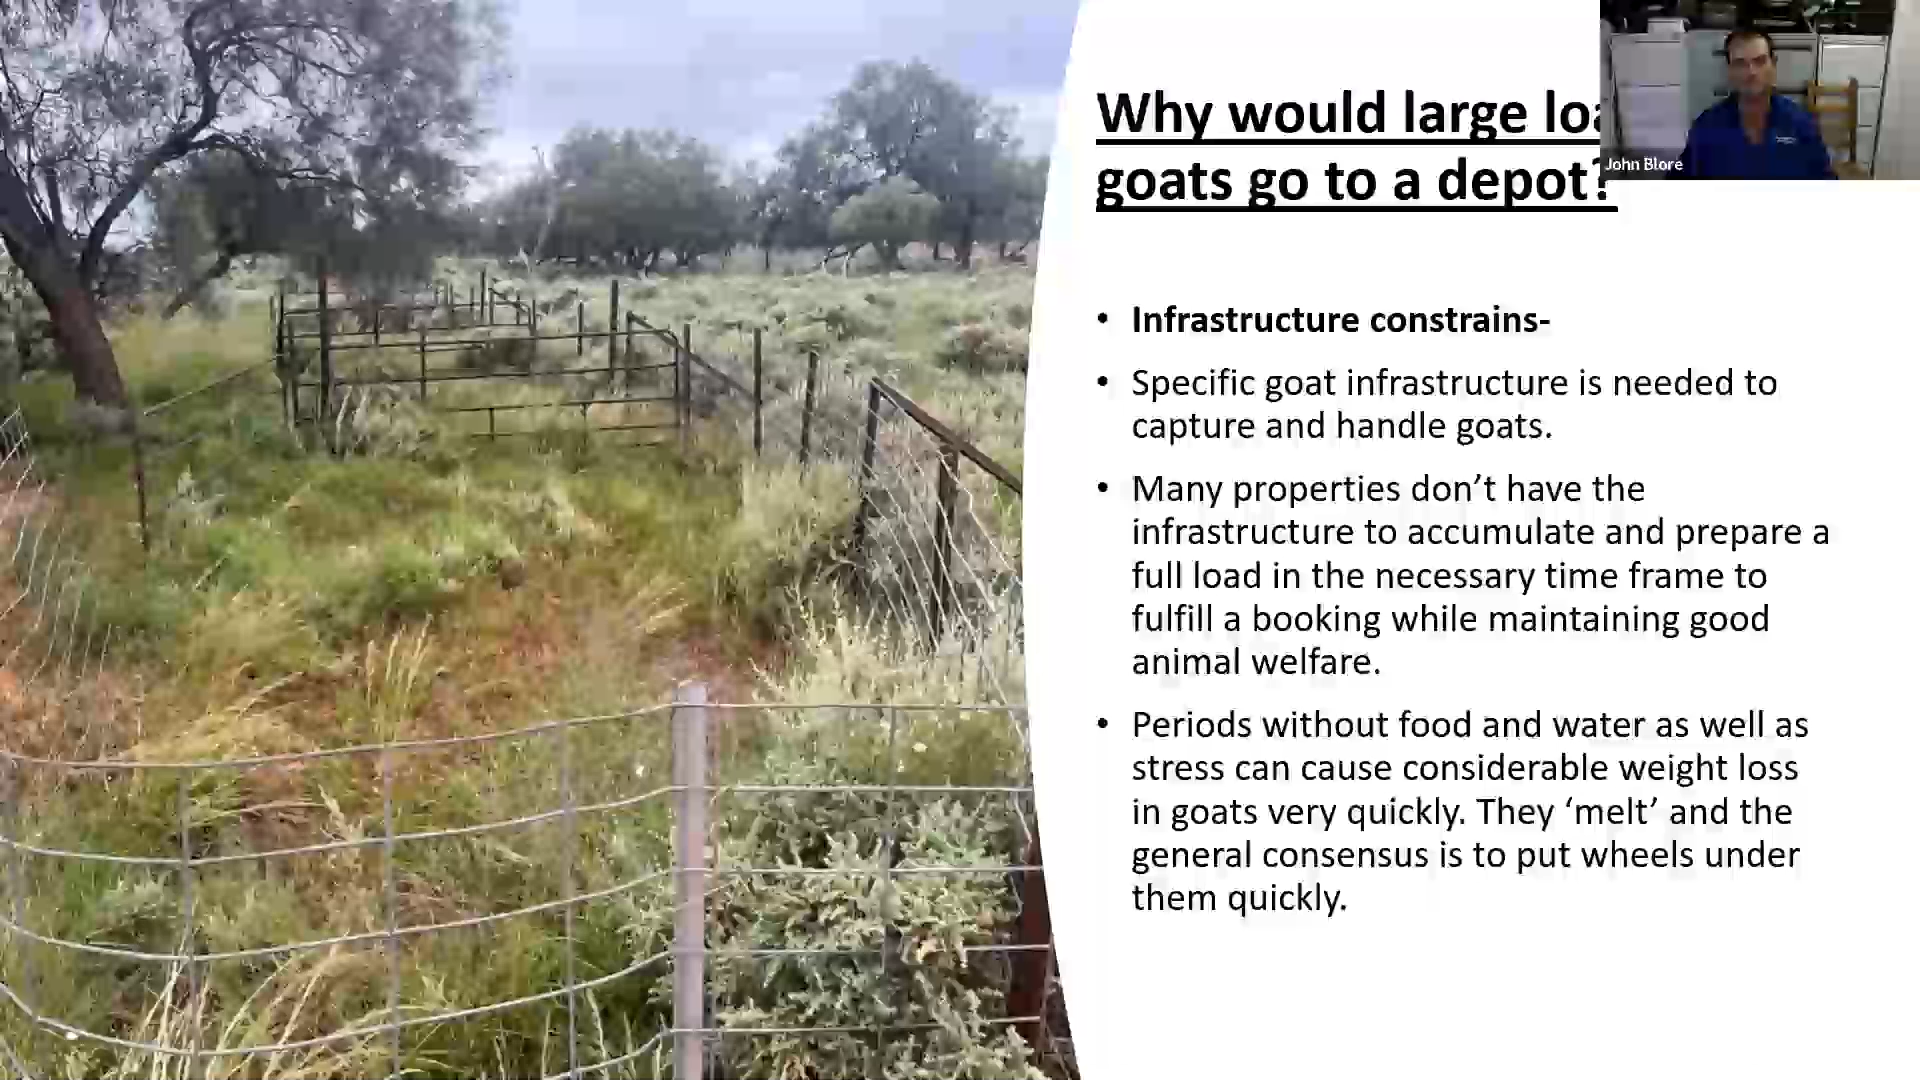 Why would large loa
goats go to a depot?
John Blore
• Infrastructure constrains-
• Specific goat infrastructure is needed to
capture and handle goats.
• Many properties don’t have the
infrastructure to accumulate and prepare a
full load in the necessary time frame to
fulfill a booking while maintaining good
animal welfare.
• Periods without food and water as well as
stress can cause considerable weight loss
in goats very quickly. They ‘melt’ and the
general consensus is to put wheels under
them quickly.